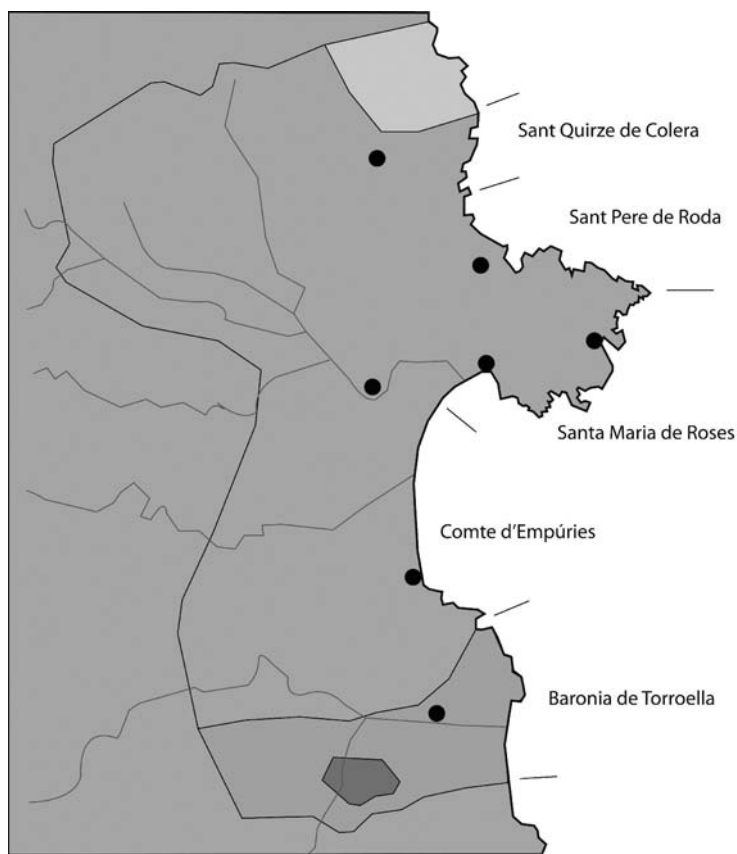 Sant Quirze de Colera
Sant Pere de Roda
Santa Maria de Roses
Comte d'Empúries
Baronia de Torroella